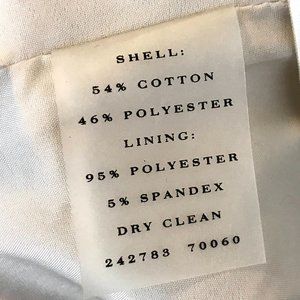 SHELL:
54% COTTON
46% POLYESTER
LINING:
95% POLYESTER
5% SPANDEX
DRY CLEAN
242783 70060